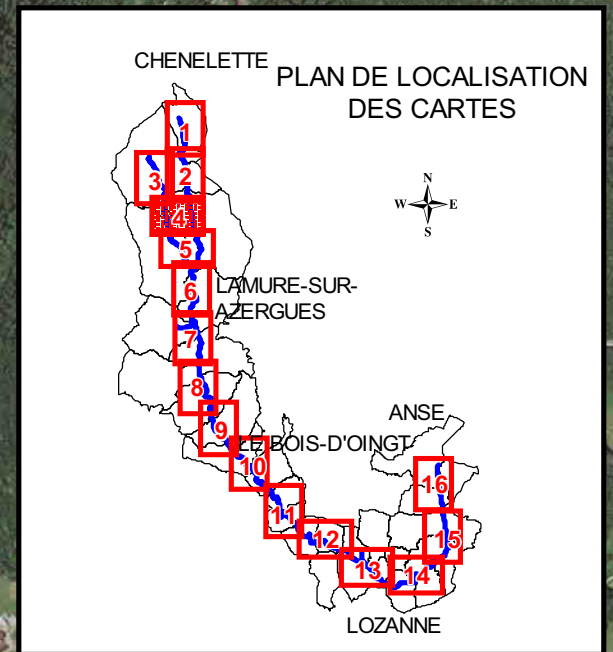 CHENELETTE
PLAN DE LOCALISATION
DES CARTES
1
3
2
N
W E
S
4
5
6
LAMURE-SUR-
AZERGUES
7
8
ANSE
9
LE BOIS-D'OINGT
10
16
11
12
15
13
14
LOZANNE